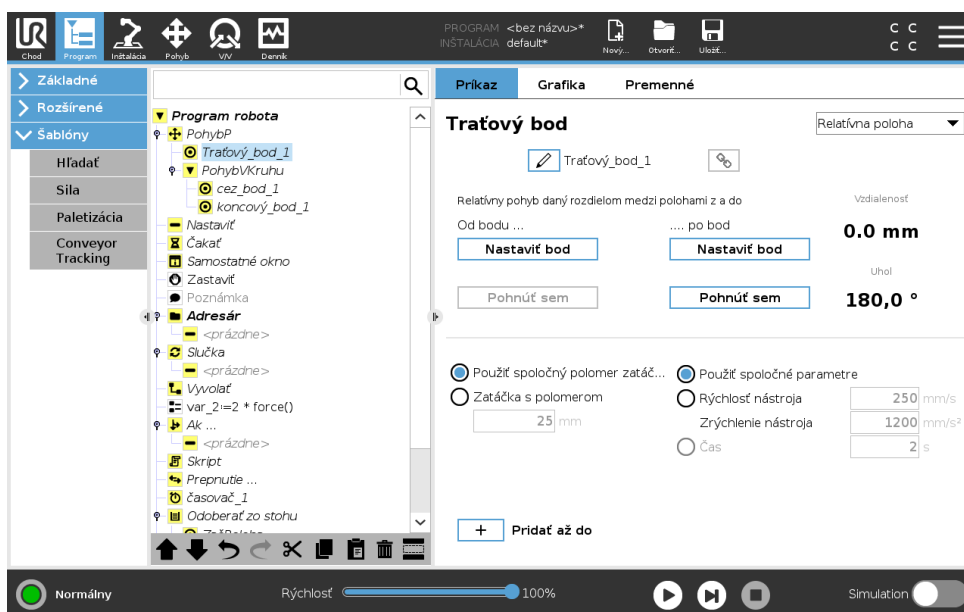 PROGRAM <bez názvu>*
INŠTALÁCIA default*
Chod Program Inštalácia Pohyb V/V Denník Nový... Otvoriť... Uložiť...
C C
C C
Základné
Rozšírené
Šablóny
Hľadať
Sila
Paletizácia
Conveyor
Tracking
Program robota
PohybP
Traťový_bod_1
PohybVKruhu
cez_bod_1
koncový_bod_1
Nastaviť
Čakať
Samostatné okno
Zastaviť
Poznámka
Adresár
<prázdne>
Slučka
<prázdne>
Vyvolať
var_2:=2 * force()
Ak ...
<prázdne>
Skript
Prepnutie ...
časovač_1
Odoberať zo stohu
Príkaz Grafika Premenné
Traťový bod
Relatívna poloha
Traťový_bod_1
Relatívny pohyb daný rozdielom medzi polohami z a do
Vzdialenosť
Od bodu ... .... po bod
0.0 mm
Nastaviť bod Nastaviť bod
Uhol
Pohnúť sem Pohnúť sem
180,0 °
Použiť spoločný polomer zatáč... Použiť spoločné parametre
Zatáčka s polomerom Rýchlosť nástroja 250 mm/s
25 mm Zrýchlenie nástroja 1200 mm/s²
Čas 2 s
+ Pridať až do
Normálny Rýchlosť 100% Simulation